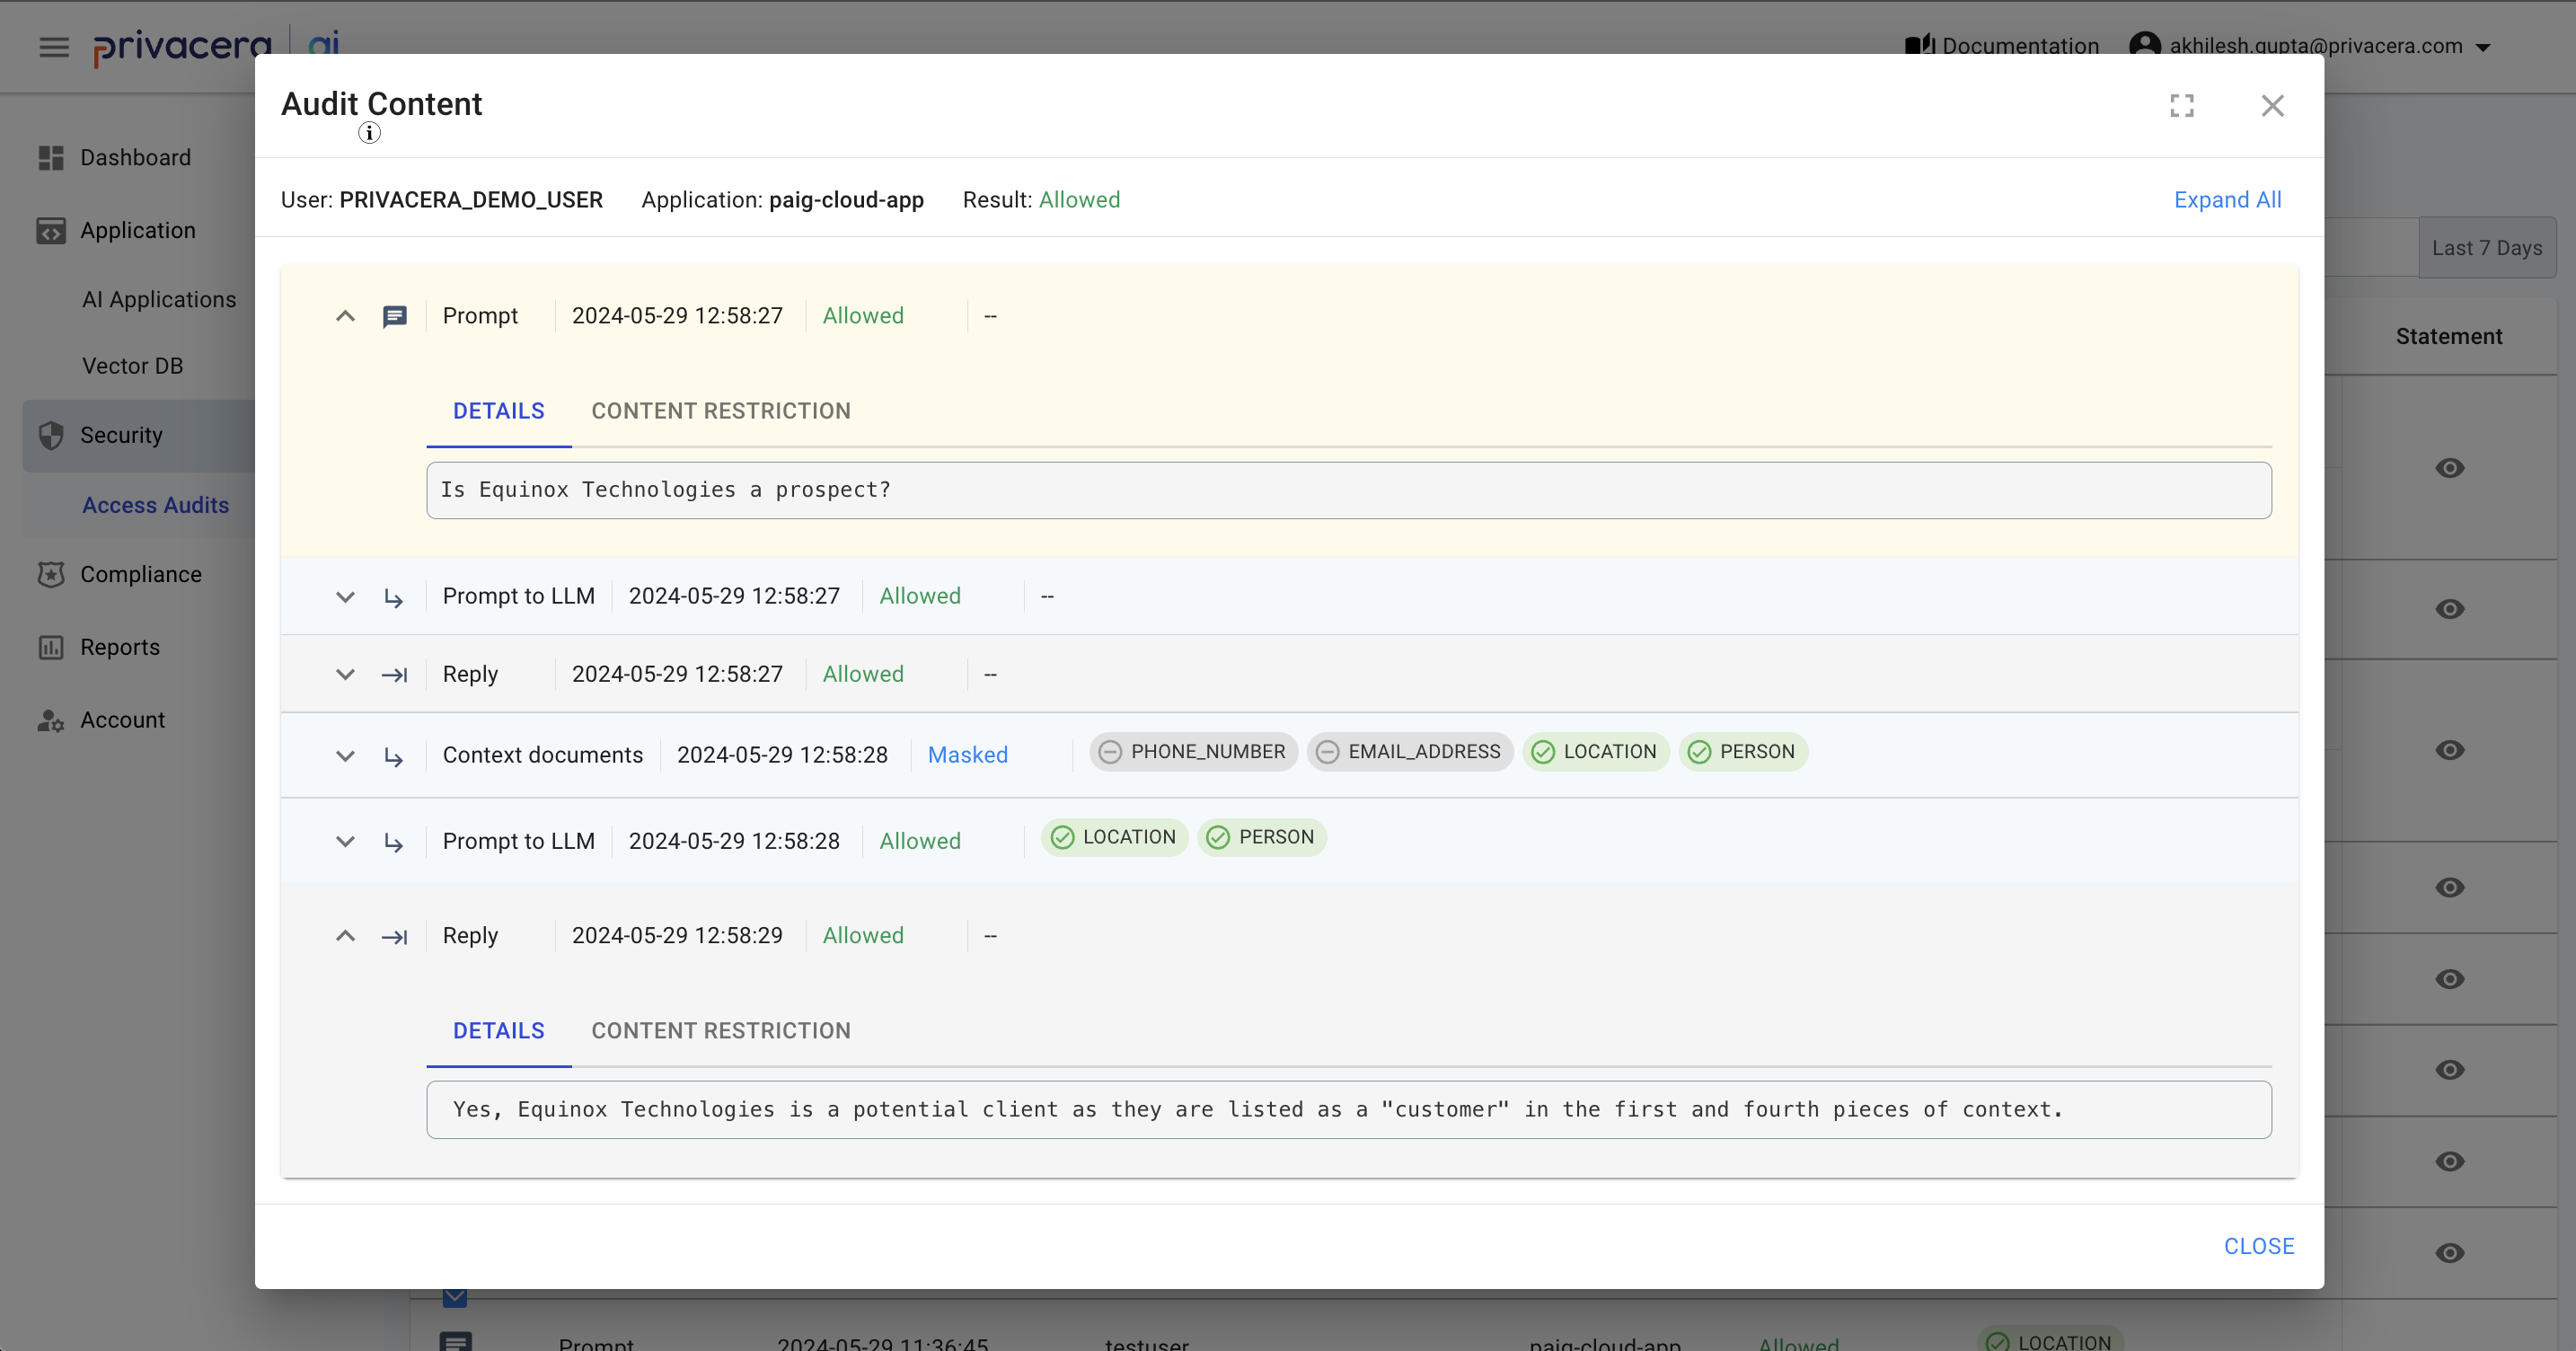 privacera ai
Documentation akhilesh.gupta@privacera.com
Audit Content
Dashboard
Application
AI Applications
Vector DB
Security
Access Audits
Compliance
Reports
Account
User: PRIVACERA_DEMO_USER Application: paig-cloud-app Result: Allowed Expand All
Last 7 Days
Statement
Prompt 2024-05-29 12:58:27 Allowed --
DETAILS CONTENT RESTRICTION
Is Equinox Technologies a prospect?
Prompt to LLM 2024-05-29 12:58:27 Allowed --
Reply 2024-05-29 12:58:27 Allowed --
Context documents 2024-05-29 12:58:28 Masked PHONE_NUMBER EMAIL_ADDRESS LOCATION PERSON
Prompt to LLM 2024-05-29 12:58:28 Allowed LOCATION PERSON
Reply 2024-05-29 12:58:29 Allowed --
DETAILS CONTENT RESTRICTION
Yes, Equinox Technologies is a potential client as they are listed as a "customer" in the first and fourth pieces of context.
CLOSE
Prompt 2024-05-29 11:36:45 testuser paig-cloud-app Allowed LOCATION